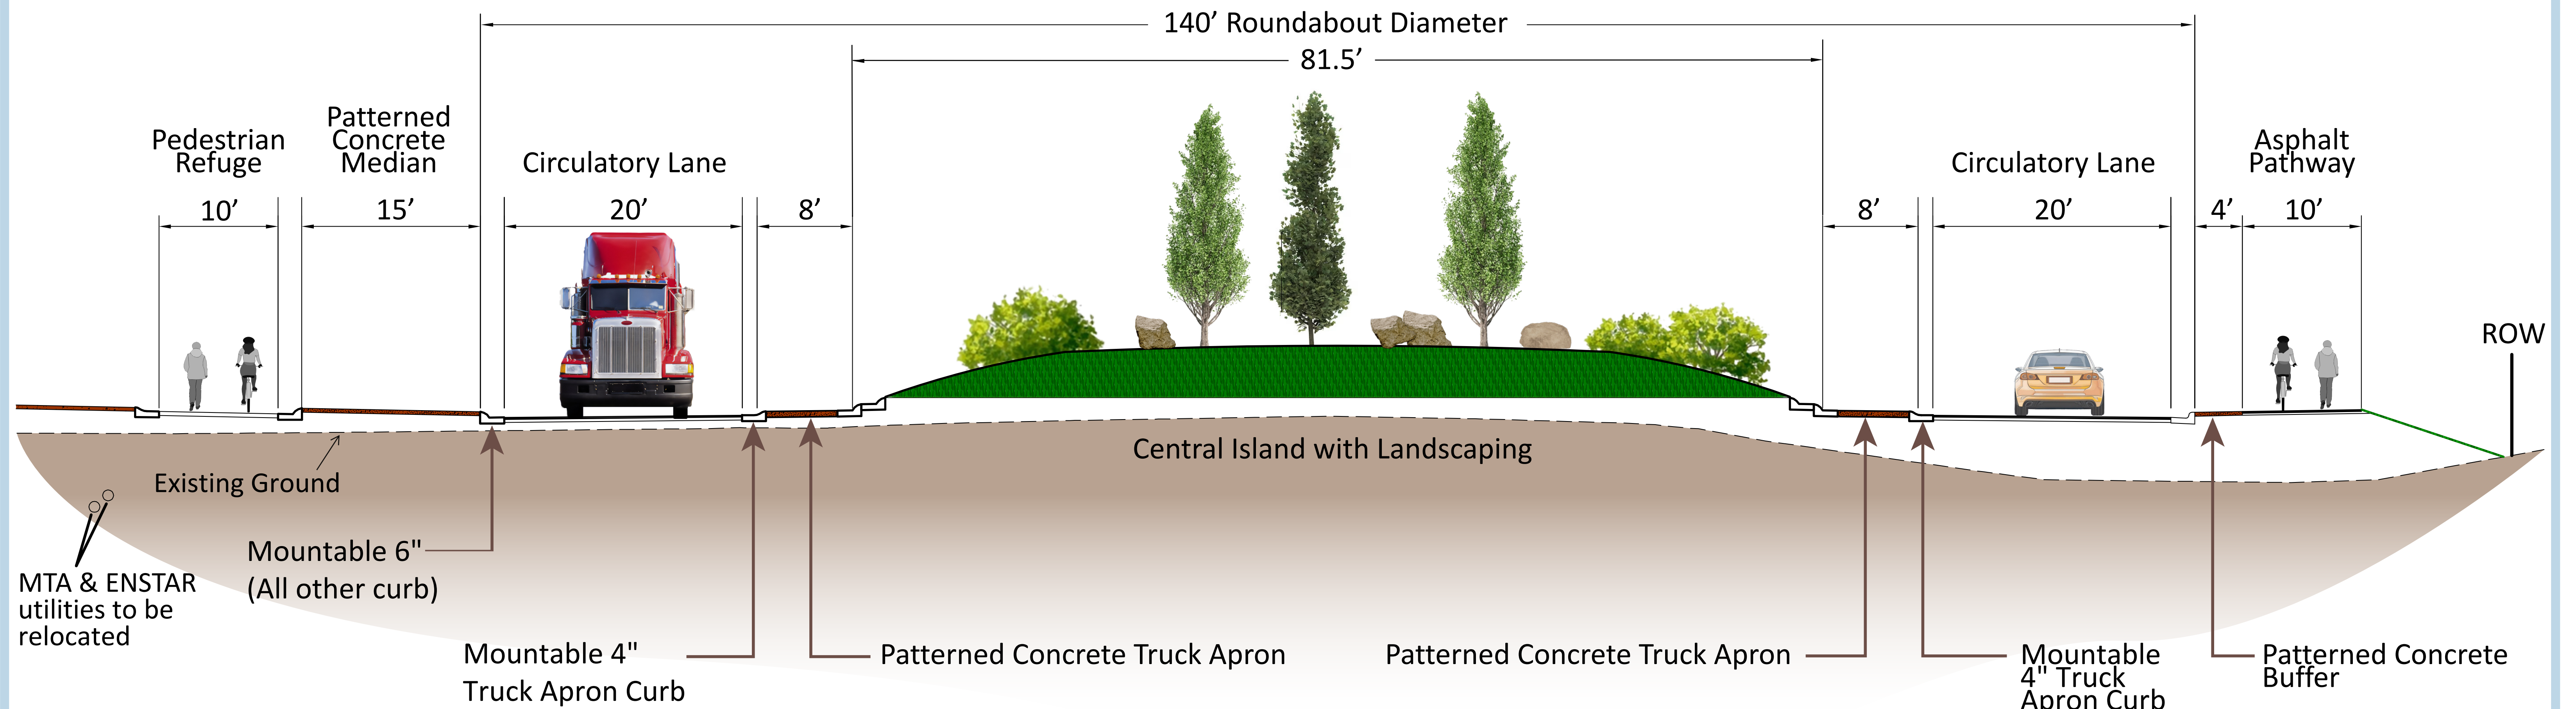 140’ Roundabout Diameter
81.5’
Pedestrian
Refuge
Patterned
Concrete
Median
Circulatory Lane
Circulatory Lane
Asphalt
Pathway
10’
15’
20’
8’
8’
20’
4’
10’
ROW
Existing Ground
Central Island with Landscaping
MTA & ENSTAR
utilities to be
relocated
Mountable 6"
(All other curb)
Mountable 4"
Truck Apron Curb
Patterned Concrete Truck Apron
Patterned Concrete Truck Apron
Mountable
4" Truck
Apron Curb
Patterned Concrete
Buffer